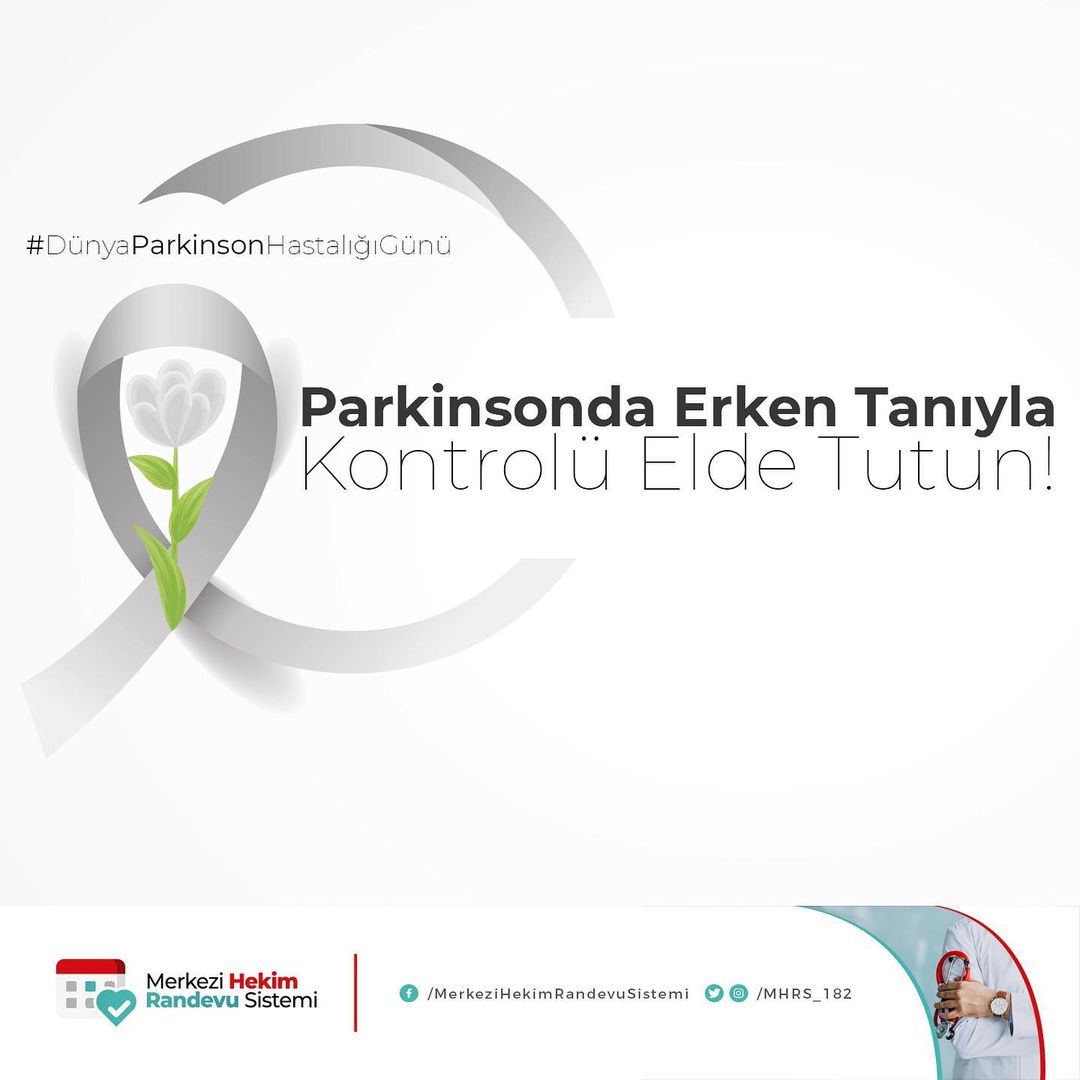 #DünyaParkinsonHastalığıGünü
Parkinsonda Erken Tanıyla
Kontrolü Elde Tutun!
Merkezi Hekim
Randevu Sistemi
/MerkeziHekimRandevuSistemi /MHRS_182